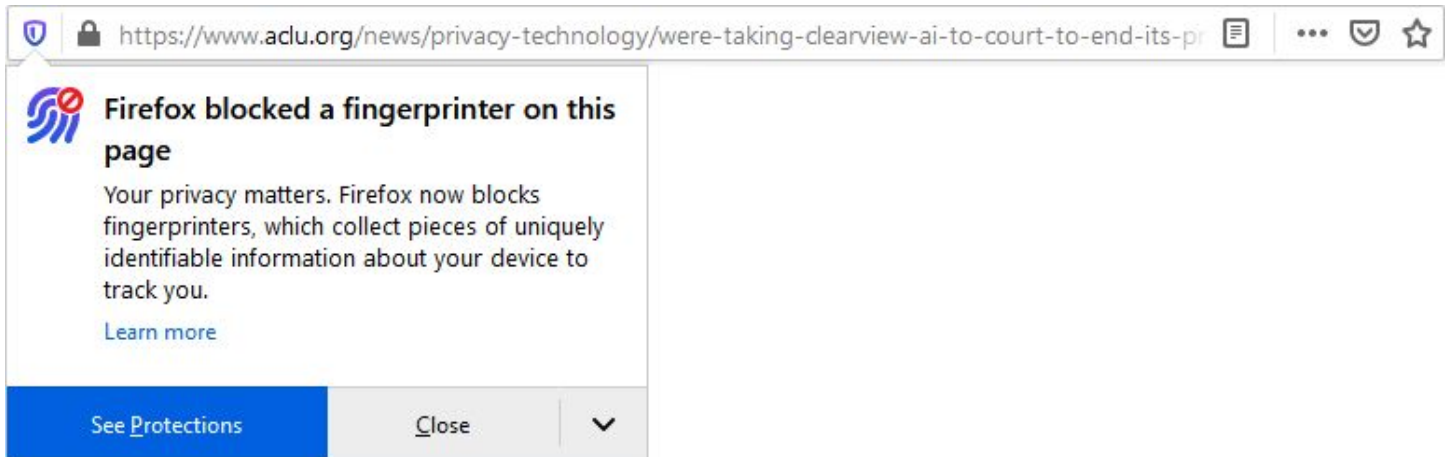 https://www.aclu.org/news/privacy-technology/were-taking-clearview-ai-to-court-to-end-its-pr
Firefox blocked a fingerprinter on this
page
Your privacy matters. Firefox now blocks
fingerprinters, which collect pieces of uniquely
identifiable information about your device to
track you.
Learn more
See Protections
Close